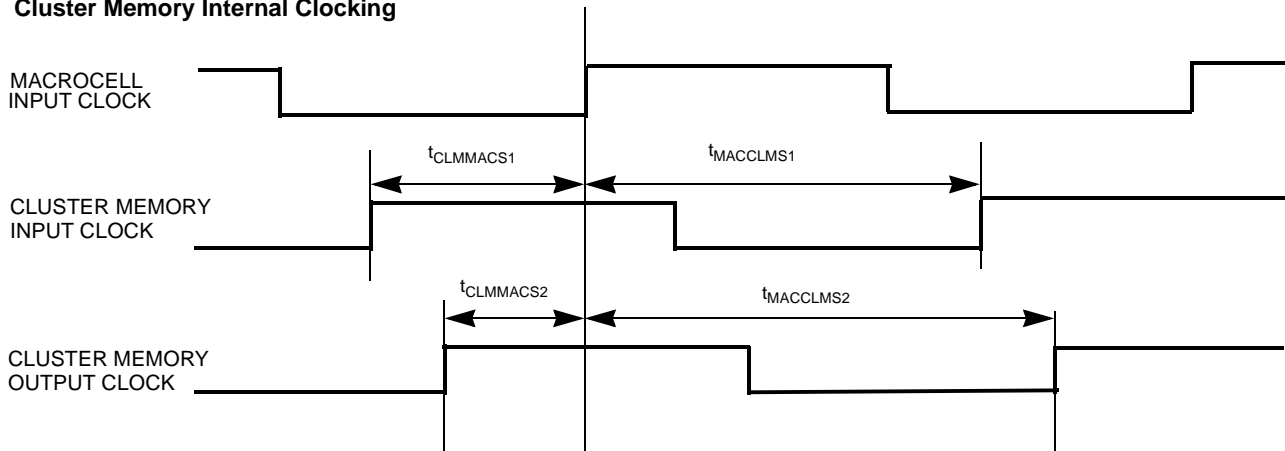 Cluster Memory Internal Clocking
MACROCELL
INPUT CLOCK
tCLMMACS1
tMACCLMS1
CLUSTER MEMORY
INPUT CLOCK
tCLMMACS2
tMACCLMS2
CLUSTER MEMORY
OUTPUT CLOCK